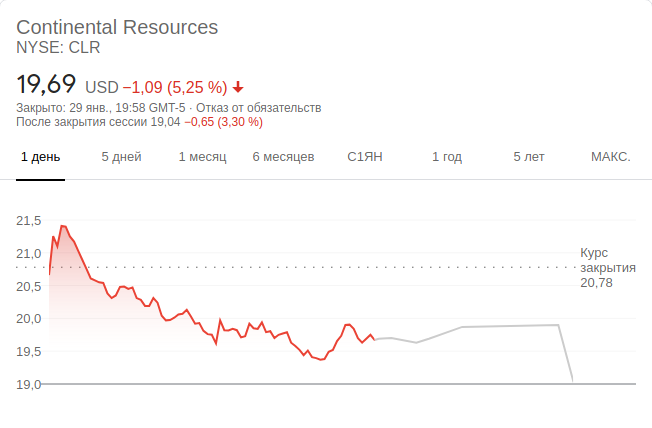 Continental Resources
NYSE: CLR
19,69 USD −1,09 (5,25 %)
Закрыто: 29 янв., 19:58 GMT-5 · Отказ от обязательств
После закрытия сессии 19,04 −0,65 (3,30 %)
1 день 5 дней 1 месяц 6 месяцев С1ЯН 1 год 5 лет МАКС.
21,5
21,0
20,5
20,0
19,5
19,0
Курс
закрытия
20,78